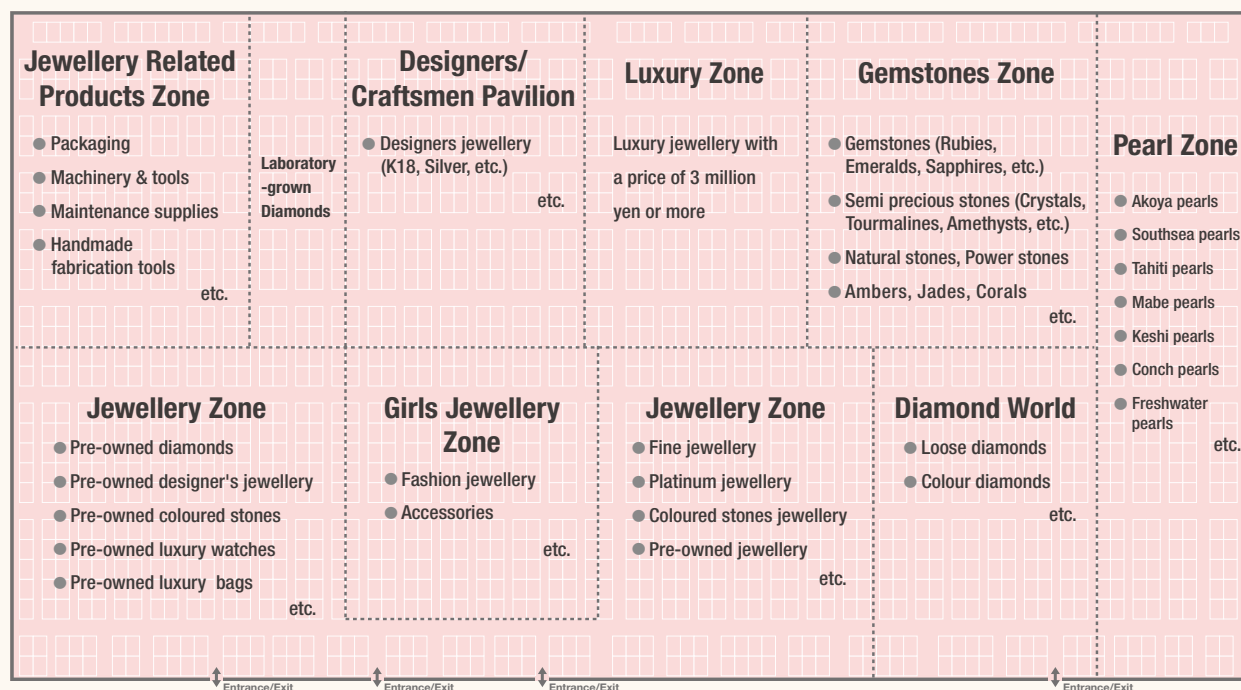 Jewellery Related
Products Zone
Packaging
Machinery & tools
Maintenance supplies
Handmade
fabrication tools
etc.
Laboratory
-grown
Diamonds
Designers/
Craftsmen Pavilion
Designers jewellery
(K18, Silver, etc.)
etc.
Luxury Zone
Luxury jewellery with
a price of 3 million
yen or more
Gemstones Zone
Gemstones (Rubies,
Emeralds, Sapphires, etc.)
Semi precious stones (Crystals,
Tourmalines, Amethysts, etc.)
Natural stones, Power stones
Ambers, Jades, Corals
etc.
Pearl Zone
Akoya pearls
Southsea pearls
Tahiti pearls
Mabe pearls
Keshi pearls
Conch pearls
Freshwater
pearls
etc.
Jewellery Zone
Pre-owned diamonds
Pre-owned designer's jewellery
Pre-owned coloured stones
Pre-owned luxury watches
Pre-owned luxury bags
etc.
Girls Jewellery
Zone
Fashion jewellery
Accessories
etc.
Jewellery Zone
Fine jewellery
Platinum jewellery
Coloured stones jewellery
Pre-owned jewellery
etc.
Diamond World
Loose diamonds
Colour diamonds
etc.
Entrance/Exit
Entrance/Exit
Entrance/Exit
Entrance/Exit